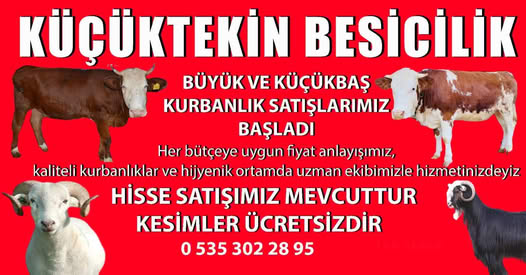 KÜÇÜKTEKİN BESİCİLİK
BÜYÜK VE KÜÇÜKBAŞ
KURBANLIK SATIŞLARIMIZ
BAŞLADI
Her bütçeye uygun fiyat anlayışımız,
kaliteli kurbanlıklar ve hijyenik ortamda uzman ekibimizle hizmetinizdeyiz
HİSSE SATIŞIMIZ MEVCUTTUR
KESİMLER ÜCRETSİZDİR
0 535 302 28 95